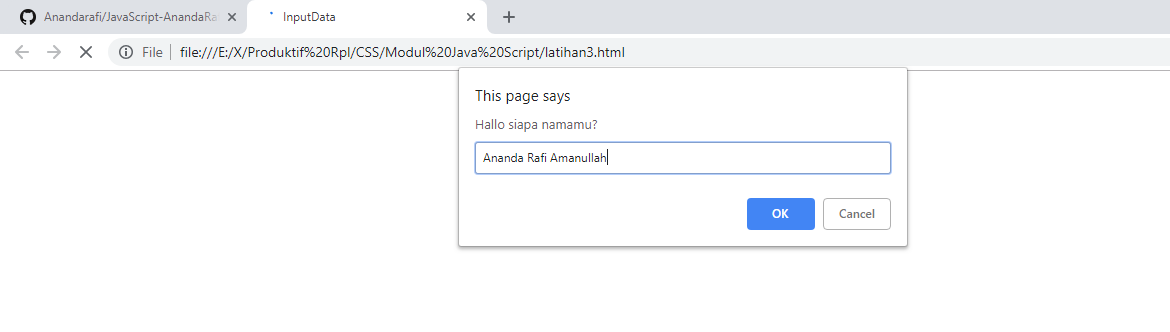 Anandarafi/JavaScript-AnandaRa
InputData
File
file:///E:/X/Produktif%20Rpl/CSS/Modul%20Java%20Script/latihan3.html
This page says
Hallo siapa namamu?
Ananda Rafi Amanullah
OK
Cancel